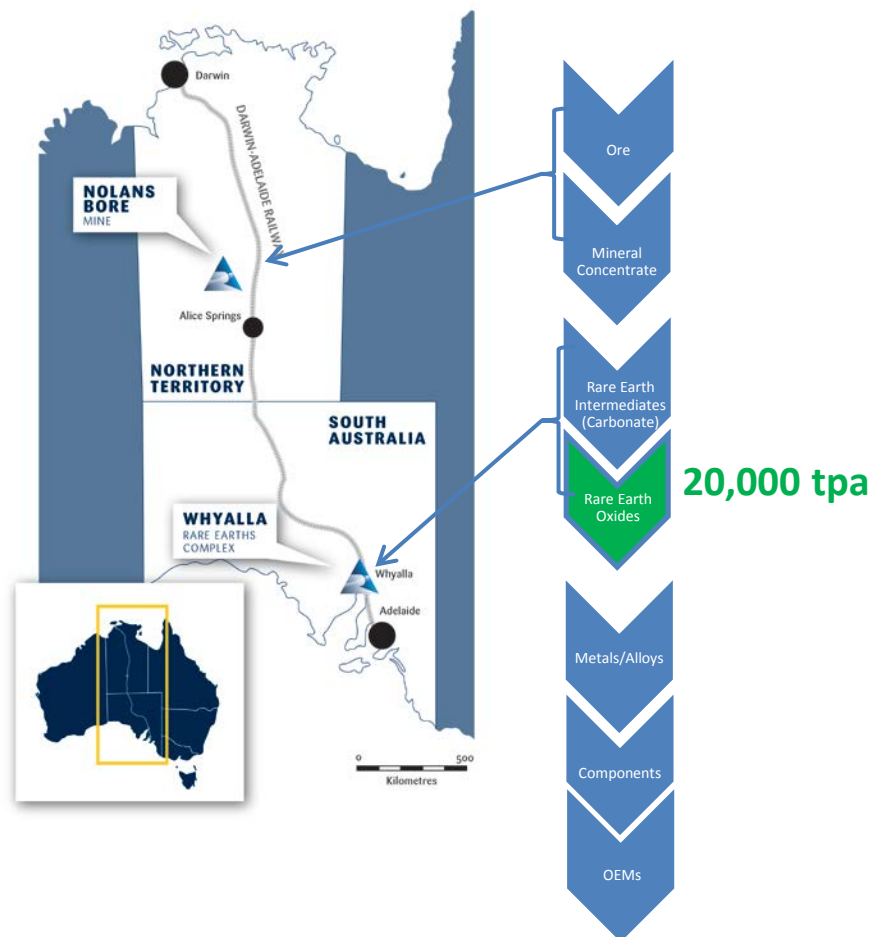 Darwin
DARWIN-ADELAIDE RAILWAY
NOLANS
BORE
MINE
Alice Springs
NORTHERN
TERRITORY
SOUTH
AUSTRALIA
WHYALLA
RARE EARTHS
COMPLEX
Whyalla
Adelaide
0 500
Kilometres
Ore
Mineral
Concentrate
Rare Earth
Intermediates
(Carbonate)
Rare Earth
Oxides
20,000 tpa
Metals/Alloys
Components
OEMs